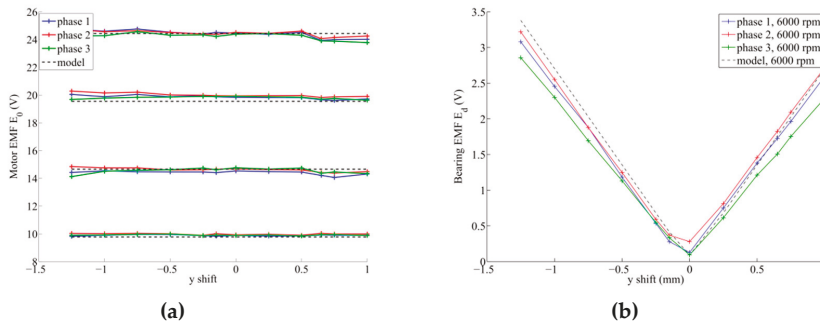 26
24
22
20
18
16
14
12
10
8
−1.5
−1
−0.5
0
0.5
1
Motor EMF E_0 (V)
y shift
phase 1
phase 2
phase 3
model
(a)
3.5
3
2.5
2
1.5
1
0.5
0
−1.5
−1
−0.5
0
0.5
Bearing EMF E_d (V)
y shift (mm)
phase 1, 6000 rpm
phase 2, 6000 rpm
phase 3, 6000 rpm
model, 6000 rpm
(b)